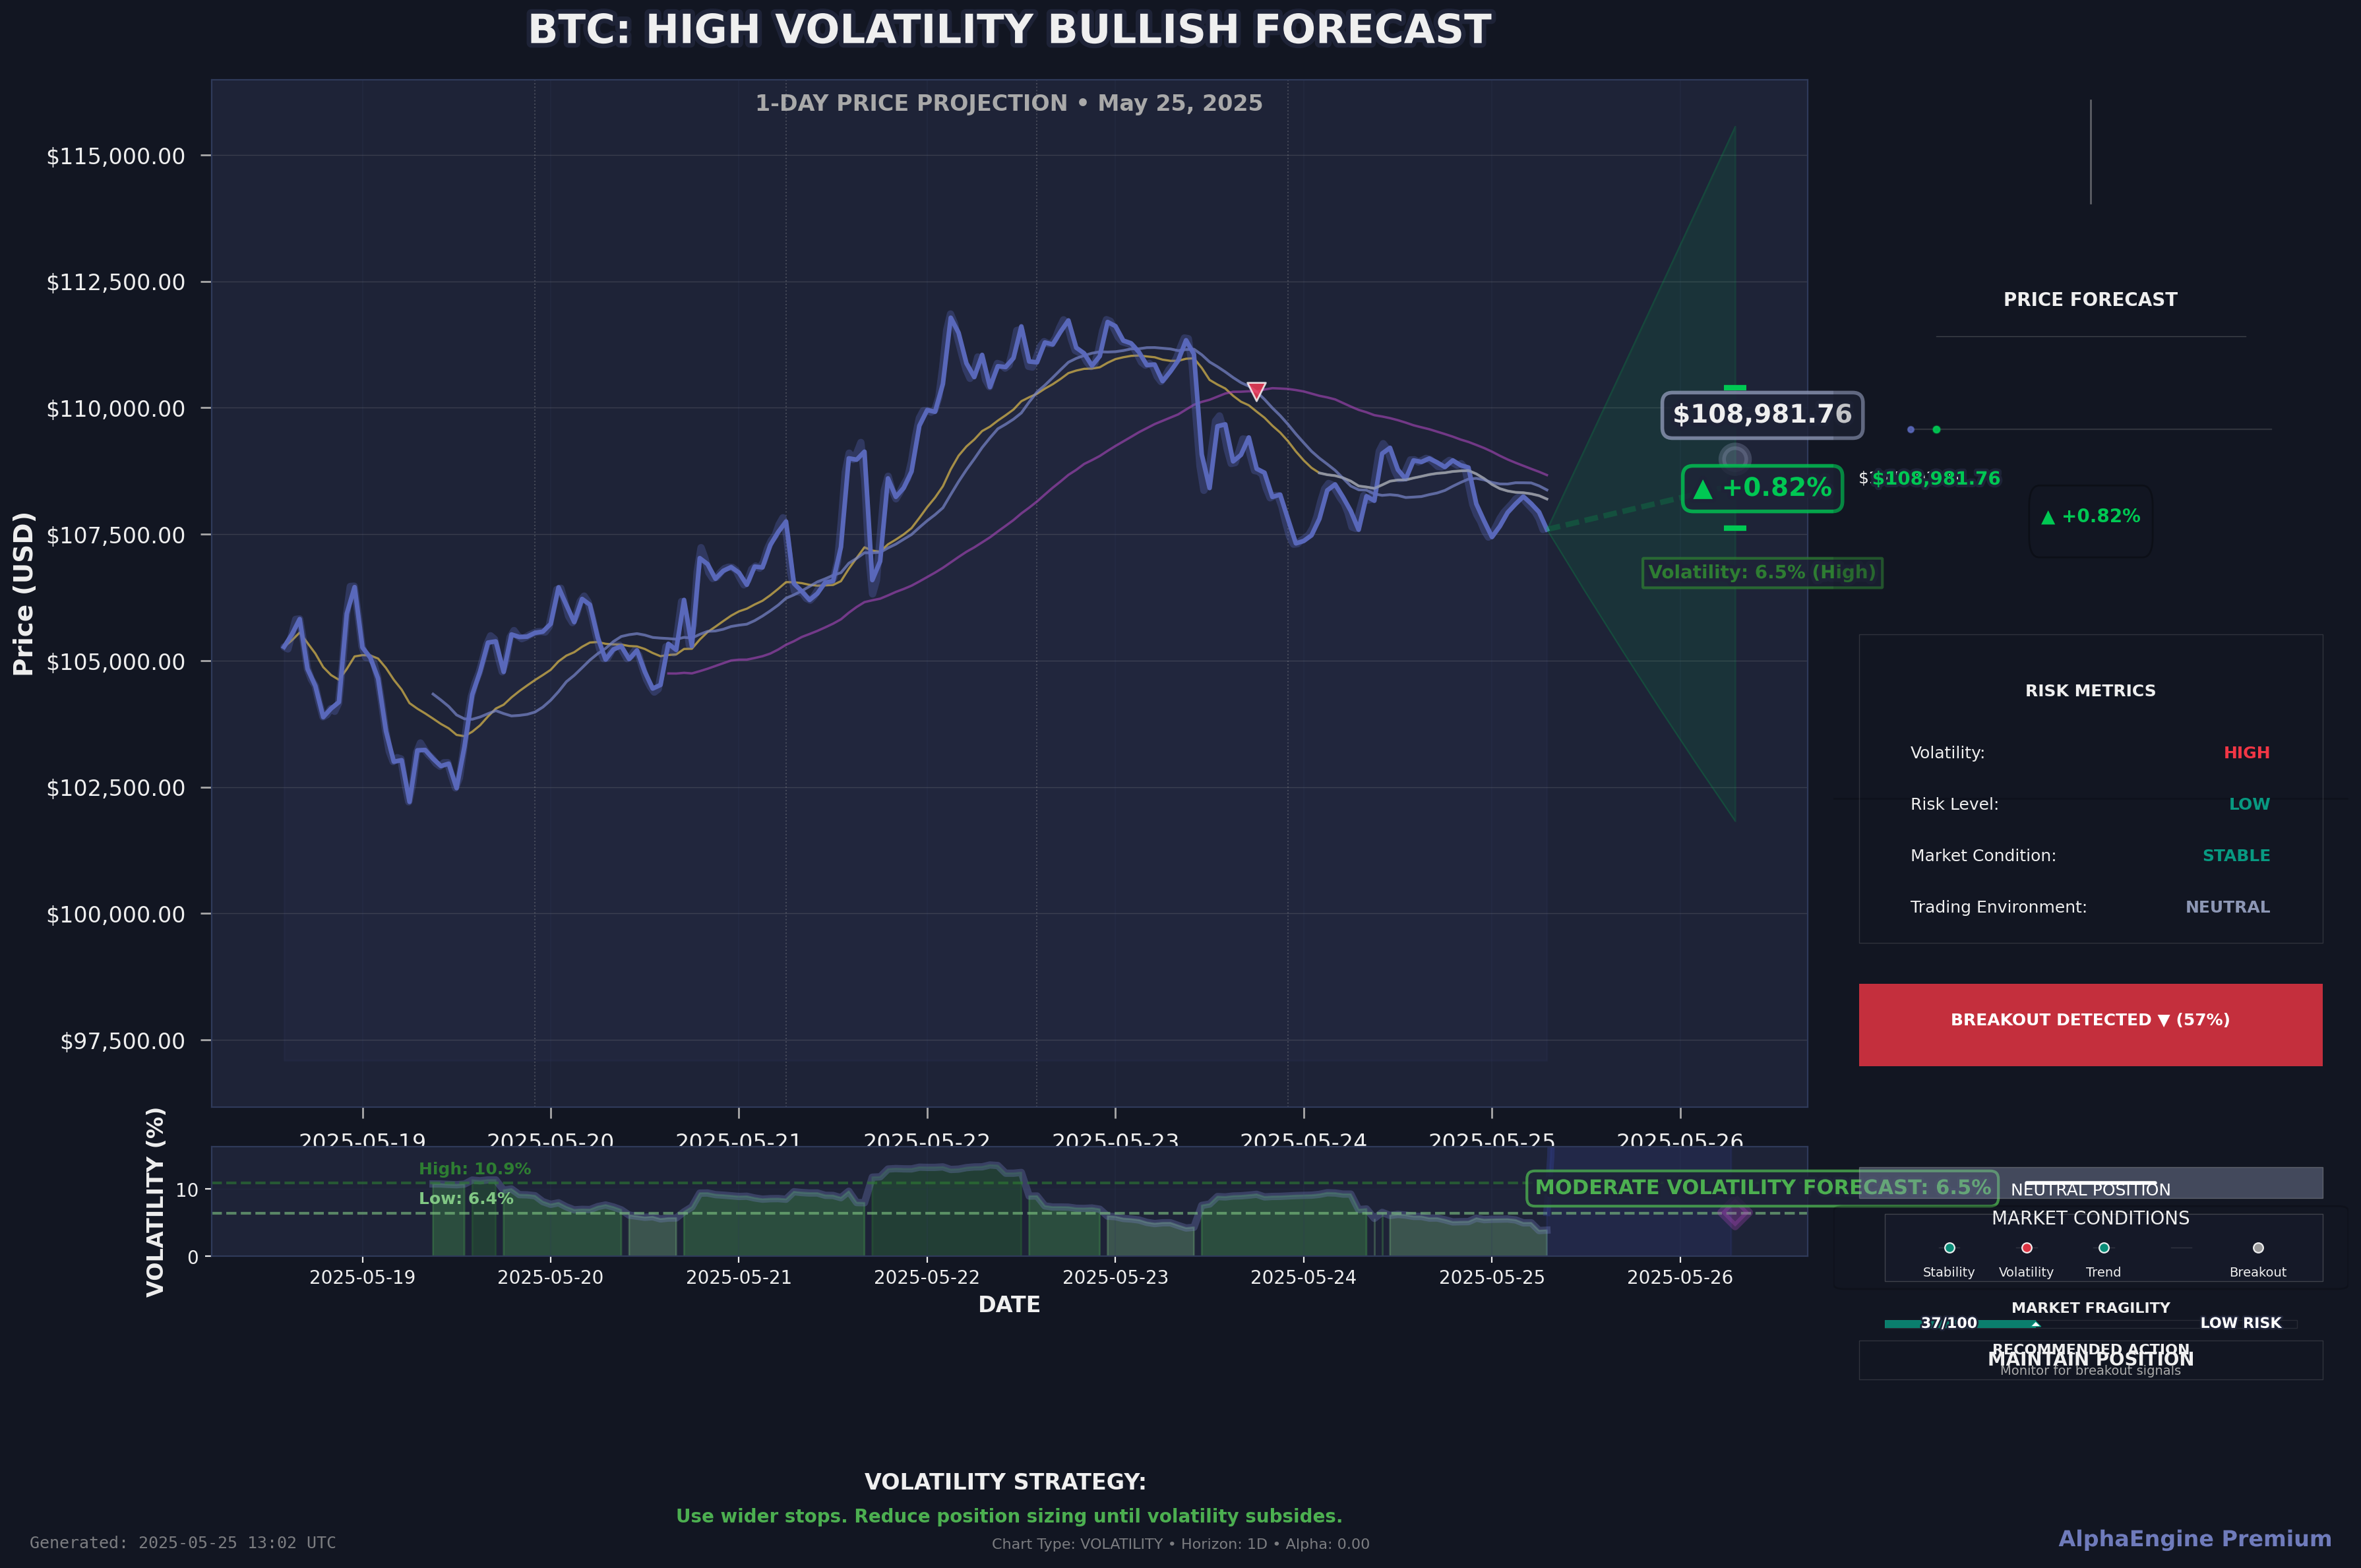 BTC: HIGH VOLATILITY BULLISH FORECAST
1-DAY PRICE PROJECTION • May 25, 2025
Price (USD)
$115,000.00
$112,500.00
$110,000.00
$107,500.00
$105,000.00
$102,500.00
$100,000.00
$97,500.00
$108,981.76
▲ +0.82%
Volatility: 6.5% (High)
2025-05-19 2025-05-20 2025-05-21 2025-05-22 2025-05-23 2025-05-24 2025-05-25 2025-05-26
VOLATILITY (%)
10
0
High: 10.9%
Low: 6.4%
MODERATE VOLATILITY FORECAST: 6.5%
2025-05-19 2025-05-20 2025-05-21 2025-05-22 2025-05-23 2025-05-24 2025-05-25 2025-05-26
DATE
PRICE FORECAST
$108,981.76
▲ +0.82%
RISK METRICS
Volatility: HIGH
Risk Level: LOW
Market Condition: STABLE
Trading Environment: NEUTRAL
BREAKOUT DETECTED ▼ (57%)
NEUTRAL POSITION
MARKET CONDITIONS
Stability Volatility Trend Breakout
MARKET FRAGILITY
37/100 LOW RISK
RECOMMENDED ACTION
MAINTAIN POSITION
Monitor for breakout signals
VOLATILITY STRATEGY:
Use wider stops. Reduce position sizing until volatility subsides.
Generated: 2025-05-25 13:02 UTC
Chart Type: VOLATILITY • Horizon: 1D • Alpha: 0.00
AlphaEngine Premium